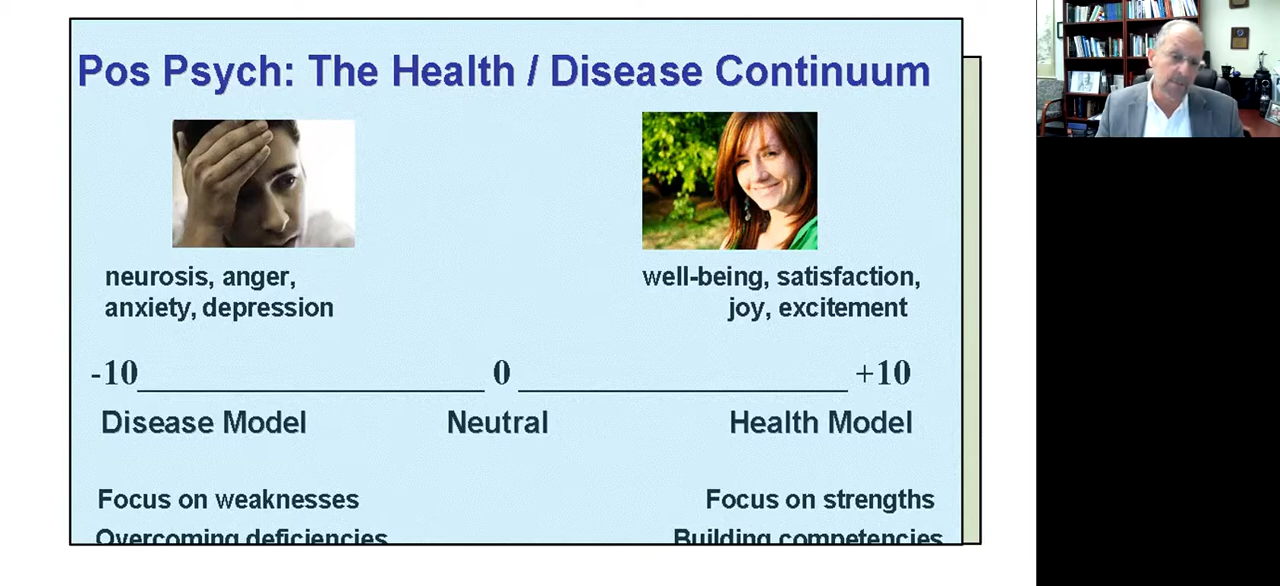 Pos Psych: The Health / Disease Continuum
neurosis, anger,
anxiety, depression
well-being, satisfaction,
joy, excitement
-10 0 +10
Disease Model Neutral Health Model
Focus on weaknesses Focus on strengths
Overcoming deficiencies Building competencies